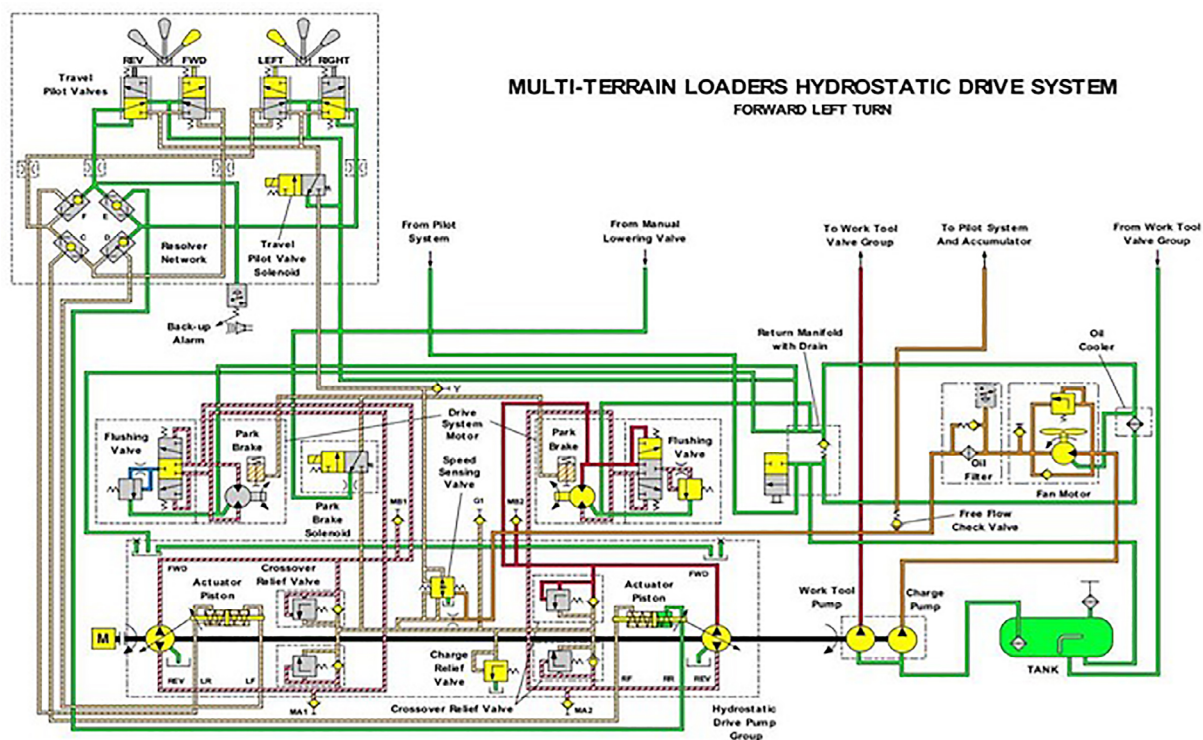 MULTI-TERRAIN LOADERS HYDROSTATIC DRIVE SYSTEM
FORWARD LEFT TURN
REV
FWD
LEFT
RIGHT
Travel
Pilot Valves
F
E
C
D
Resolver
Network
Travel
Pilot Valve
Solenoid
Back-up
Alarm
From Pilot
System
From Manual
Lowering Valve
To Work Tool
Valve Group
To Pilot System
And Accumulator
From Work Tool
Valve Group
Return Manifold
with Drain
Oil
Cooler
Y
Flushing
Valve
Park
Brake
Drive
System
Motor
Park
Brake
Flushing
Valve
Speed
Sensing
Valve
Park
Brake
Solenoid
MB1
G1
MB2
Oil
Filter
Fan Motor
Free Flow
Check Valve
FWD
Actuator
Piston
Crossover
Relief Valve
Actuator
Piston
FWD
Work Tool
Pump
Charge
Pump
M
Charge
Relief
Valve
REV
LR
LF
RF
RR
REV
MA1
Crossover Relief Valve
MA2
Hydrostatic
Drive Pump
Group
TANK